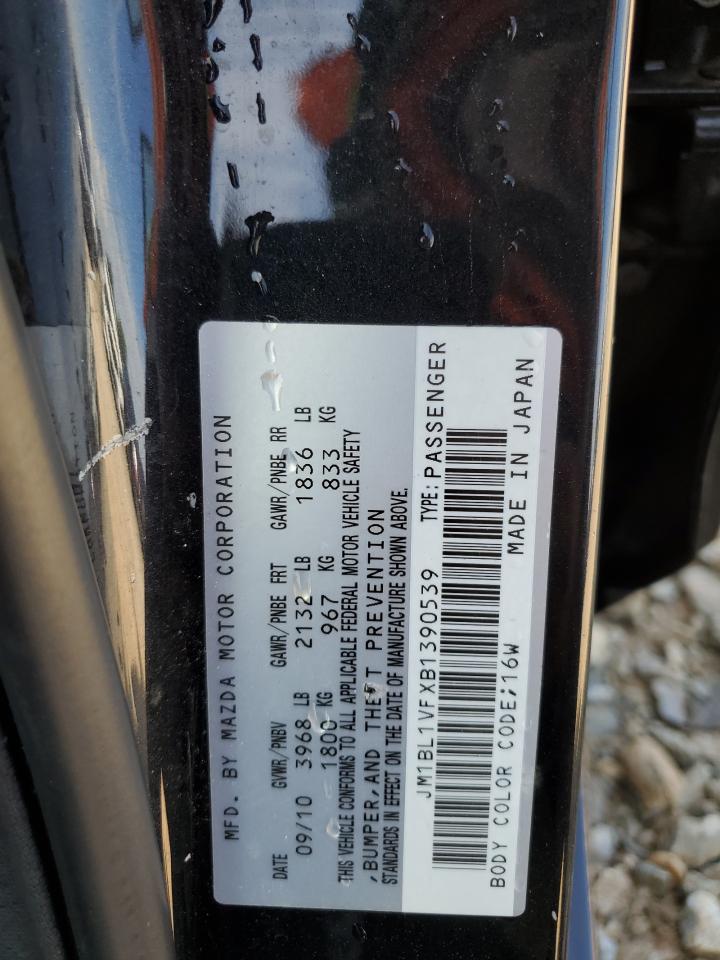 MFD. BY MAZDA MOTOR CORPORATION
DATE GVWR/PNBV GAWR/PNBE FRT GAWR/PNBE RR
09/10 3968 LB 2132 LB 1836 LB
1800 KG 967 KG 833 KG
THIS VEHICLE CONFORMS TO ALL APPLICABLE FEDERAL MOTOR VEHICLE SAFETY
,BUMPER,AND THEFT PREVENTION
STANDARDS IN EFFECT ON THE DATE OF MANUFACTURE SHOWN ABOVE.
JM1BL1VFXB1390539 TYPE:PASSENGER
BODY COLOR CODE;16W MADE IN JAPAN